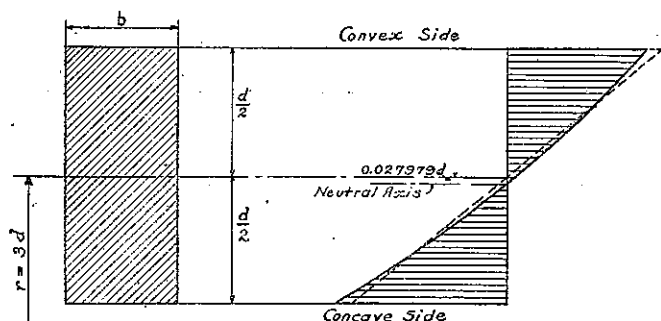 b
Convex Side
d/2
0.027979d
Neutral Axis
d/2
r = 3d
Concave Side